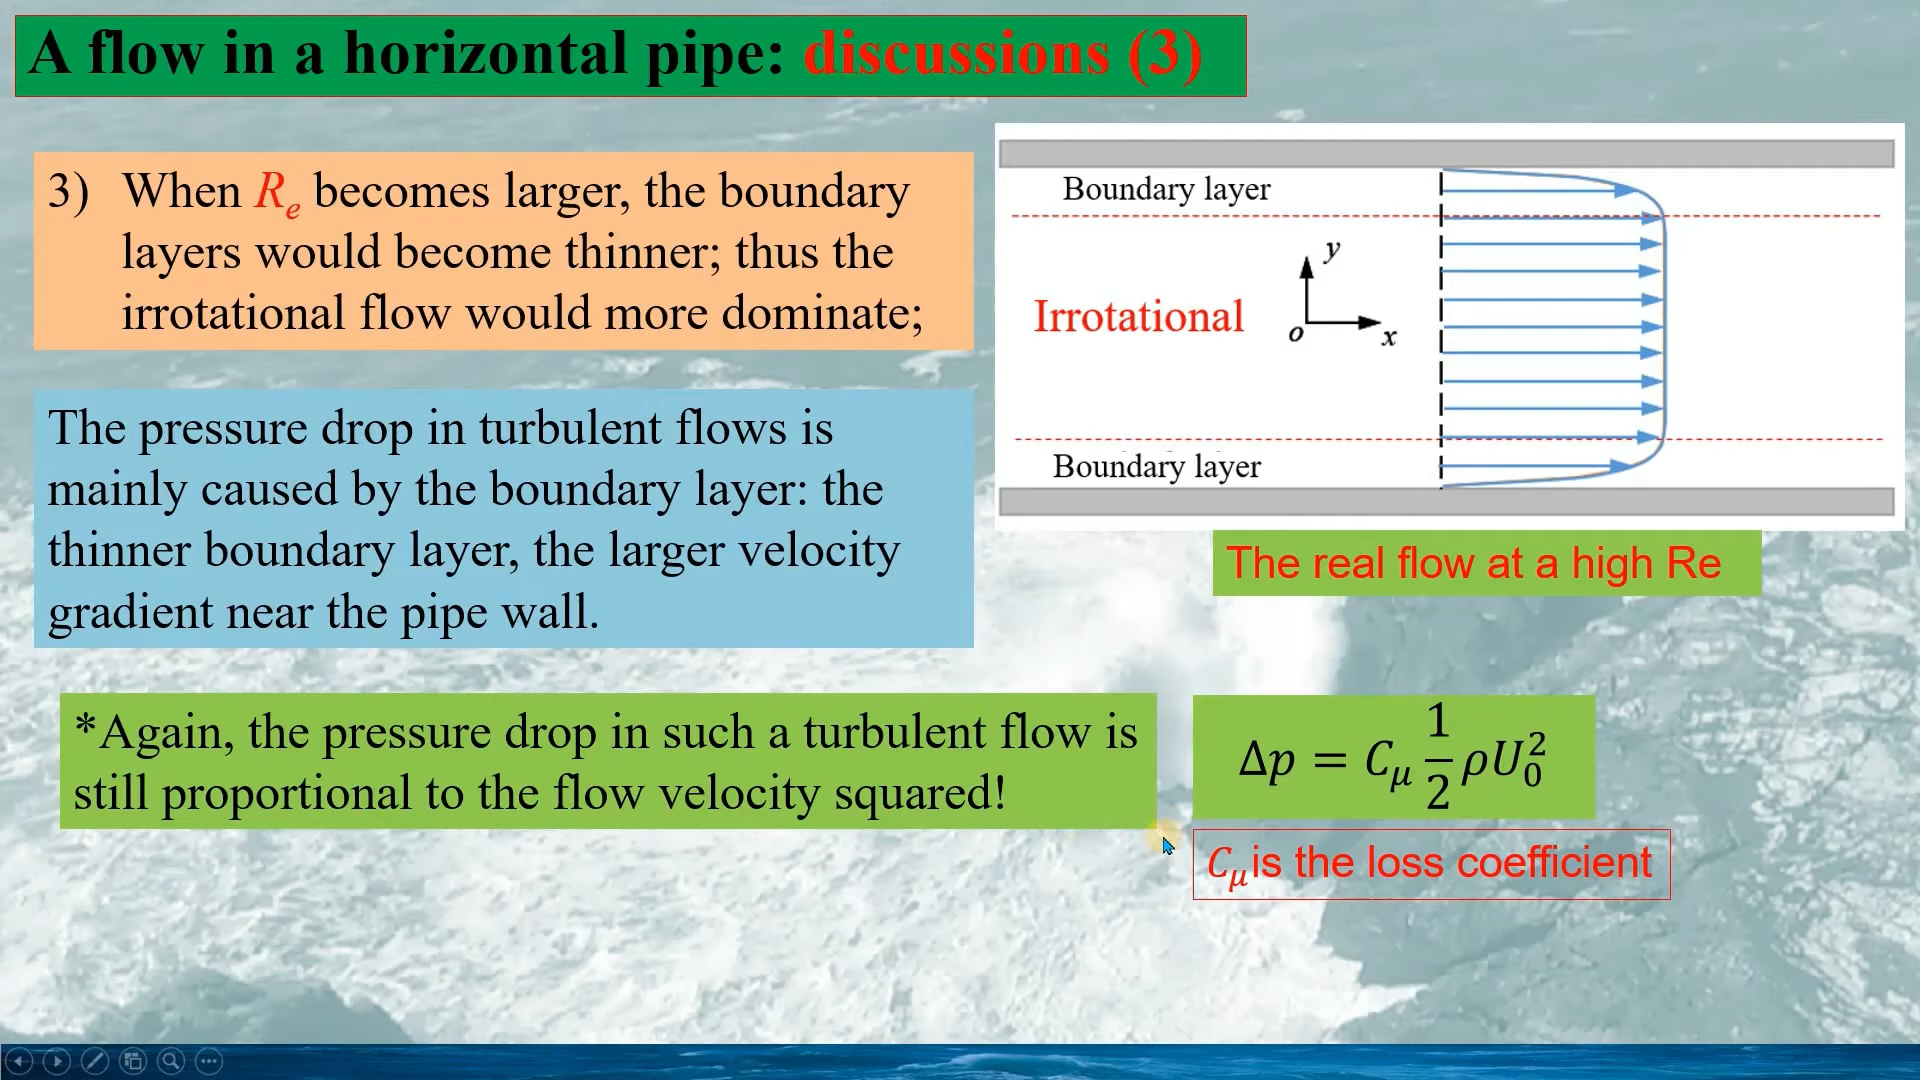 A flow in a horizontal pipe: discussions (3)
3) When Rₑ becomes larger, the boundary
layers would become thinner; thus the
irrotational flow would more dominate;
The pressure drop in turbulent flows is
mainly caused by the boundary layer: the
thinner boundary layer, the larger velocity
gradient near the pipe wall.
Boundary layer
y
Irrotational
o
x
Boundary layer
The real flow at a high Re
*Again, the pressure drop in such a turbulent flow is
still proportional to the flow velocity squared!
Δp = C_μ 1/2 ρU₀²
C_μ is the loss coefficient